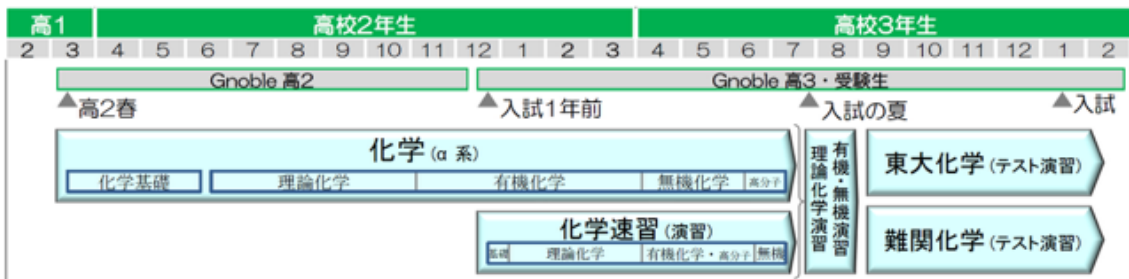 高1 高校2年生 高校3年生
2 3 4 5 6 7 8 9 10 11 12 1 2 3 4 5 6 7 8 9 10 11 12 1 2
Gnoble 高2 Gnoble 高3・受験生
▲高2春 ▲入試1年前 ▲入試の夏 ▲入試
化学(α 系)
化学基礎 理論化学 有機化学 無機化学 高分子
化学速習(演習)
基礎 理論化学 有機化学・高分子 無機
有機・無機演習
理論化学演習
東大化学(テスト演習)
難関化学(テスト演習)